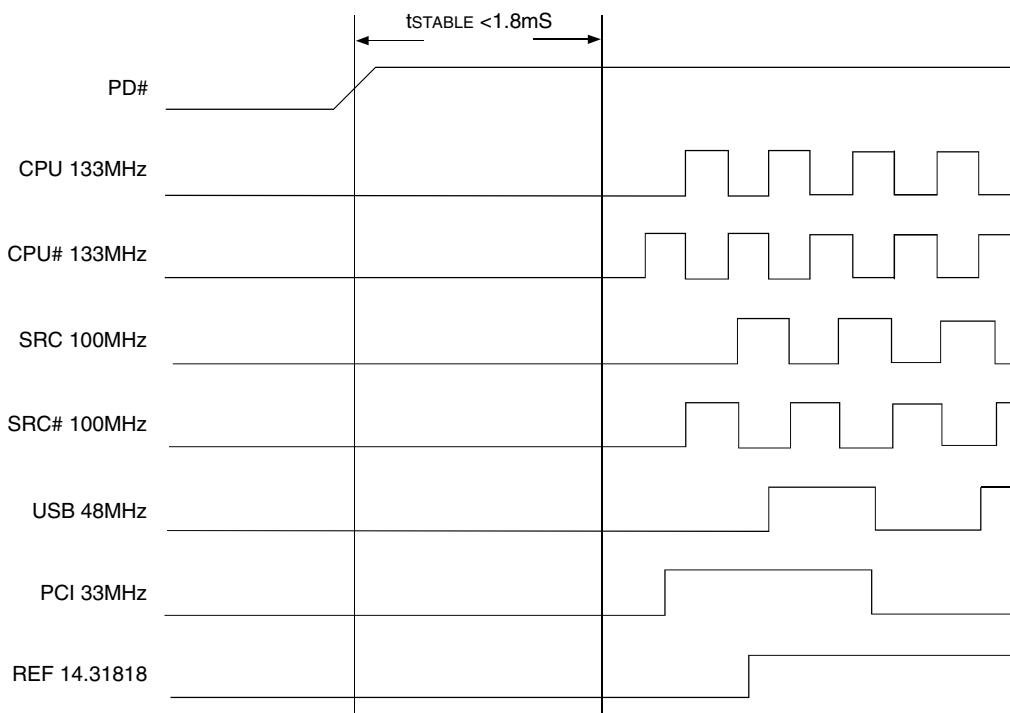 tSTABLE <1.8mS
PD#
CPU 133MHz
CPU# 133MHz
SRC 100MHz
SRC# 100MHz
USB 48MHz
PCI 33MHz
REF 14.31818